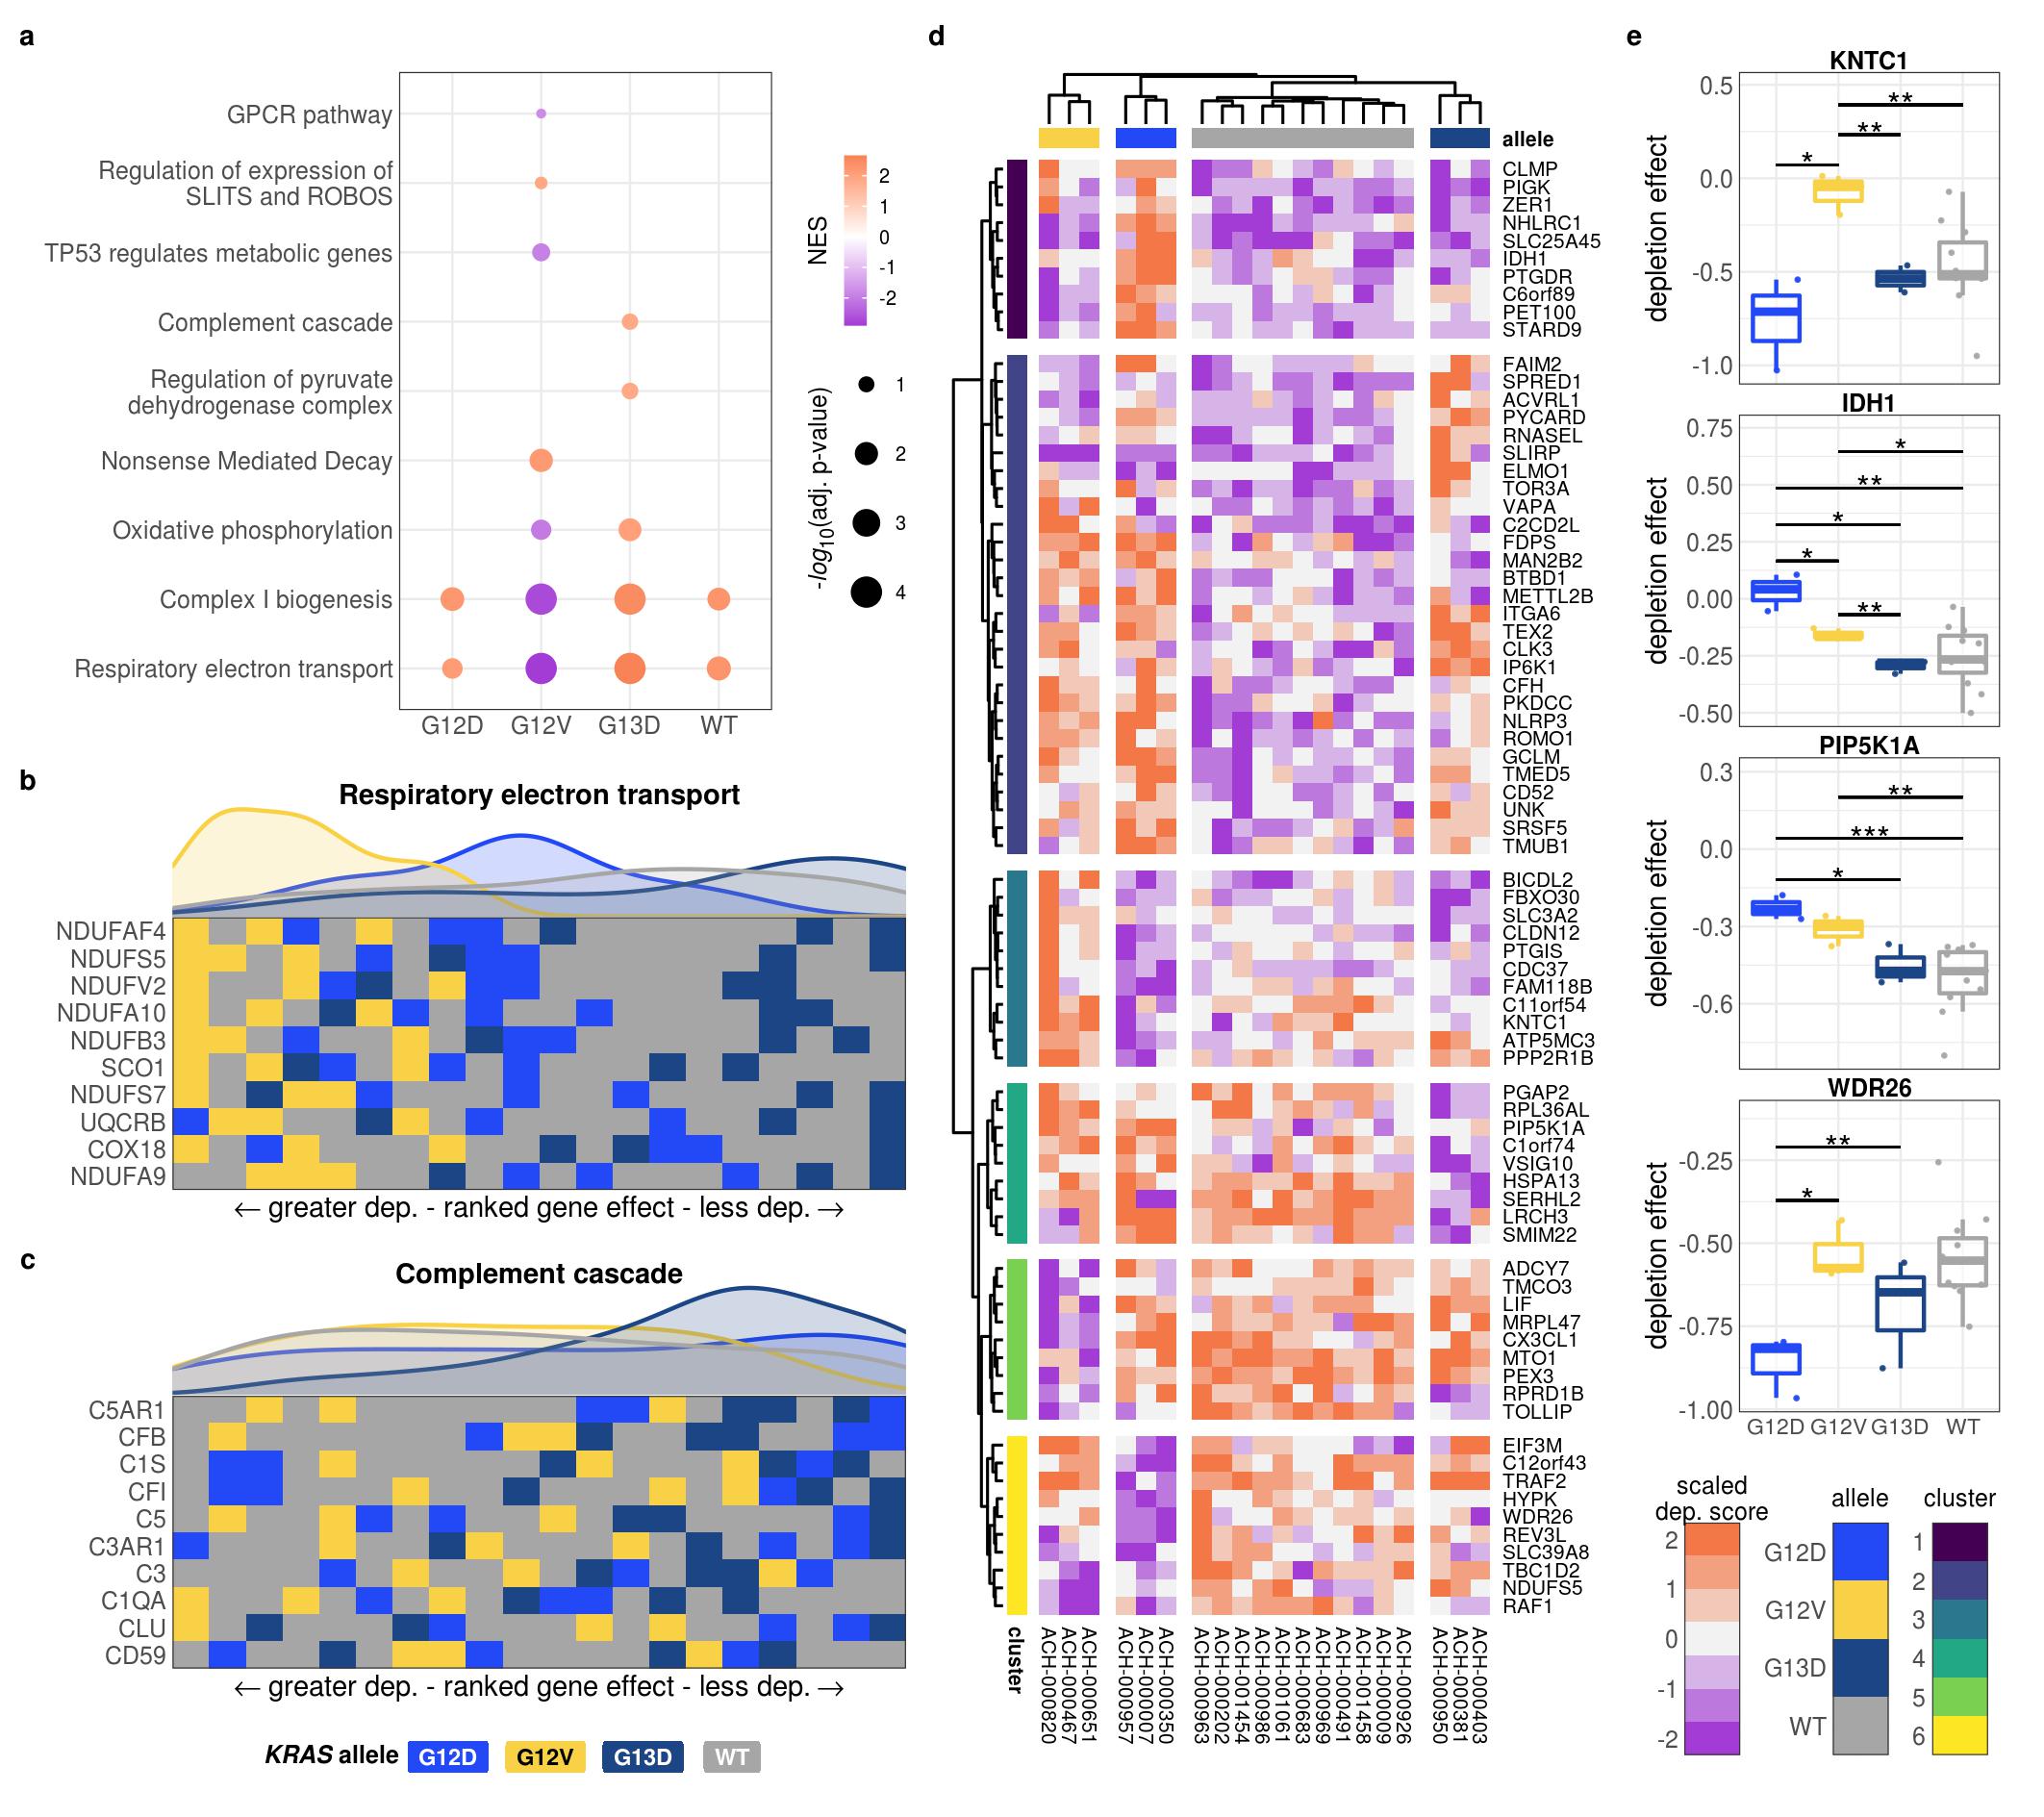 a
GPCR pathway
Regulation of expression of
SLITS and ROBOS
TP53 regulates metabolic genes
Complement cascade
Regulation of pyruvate
dehydrogenase complex
Nonsense Mediated Decay
Oxidative phosphorylation
Complex I biogenesis
Respiratory electron transport
G12D G12V G13D WT
NES
2
1
0
-1
-2
-log10(adj. p-value)
1
2
3
4
b
Respiratory electron transport
NDUFAF4
NDUFS5
NDUFV2
NDUFA10
NDUFB3
SCO1
NDUFS7
UQCRB
COX18
NDUFA9
← greater dep. - ranked gene effect - less dep. →
c
Complement cascade
C5AR1
CFB
C1S
CFI
C5
C3AR1
C3
C1QA
CLU
CD59
← greater dep. - ranked gene effect - less dep. →
KRAS allele G12D G12V G13D WT
d
allele
CLMP
PIGK
ZER1
NHLRC1
SLC25A45
IDH1
PTGDR
C6orf89
PET100
STARD9
FAIM2
SPRED1
ACVRL1
PYCARD
RNASEL
SLIRP
ELMO1
TOR3A
VAPA
C2CD2L
FDPS
MAN2B2
BTBD1
METTL2B
ITGA6
TEX2
CLK3
IP6K1
CFH
PKDCC
NLRP3
ROMO1
GCLM
TMED5
CD52
UNK
SRSF5
TMUB1
BICDL2
FBXO30
SLC3A2
CLDN12
PTGIS
CDC37
FAM118B
C11orf54
KNTC1
ATP5MC3
PPP2R1B
PGAP2
RPL36AL
PIP5K1A
C1orf74
VSIG10
HSPA13
SERHL2
LRCH3
SMIM22
ADCY7
TMCO3
LIF
MRPL47
CX3CL1
MTO1
PEX3
RPRD1B
TOLLIP
EIF3M
C12orf43
TRAF2
HYPK
WDR26
REV3L
SLC39A8
TBC1D2
NDUFS5
RAF1
cluster
ACH-000820
ACH-000467
ACH-000651
ACH-000957
ACH-000007
ACH-000350
ACH-000963
ACH-000202
ACH-001454
ACH-000986
ACH-001061
ACH-000683
ACH-000969
ACH-000491
ACH-001458
ACH-000009
ACH-000926
ACH-000950
ACH-000381
ACH-000403
e
KNTC1
depletion effect
0.5
0.0
-0.5
-1.0
**
**
*
IDH1
depletion effect
0.75
0.50
0.25
0.00
-0.25
-0.50
*
**
*
*
**
PIP5K1A
depletion effect
0.3
0.0
-0.3
-0.6
**
***
*
WDR26
depletion effect
-0.25
-0.50
-0.75
-1.00
**
*
G12D G12V G13D WT
scaled
dep. score
2
1
0
-1
-2
allele
G12D
G12V
G13D
WT
cluster
1
2
3
4
5
6